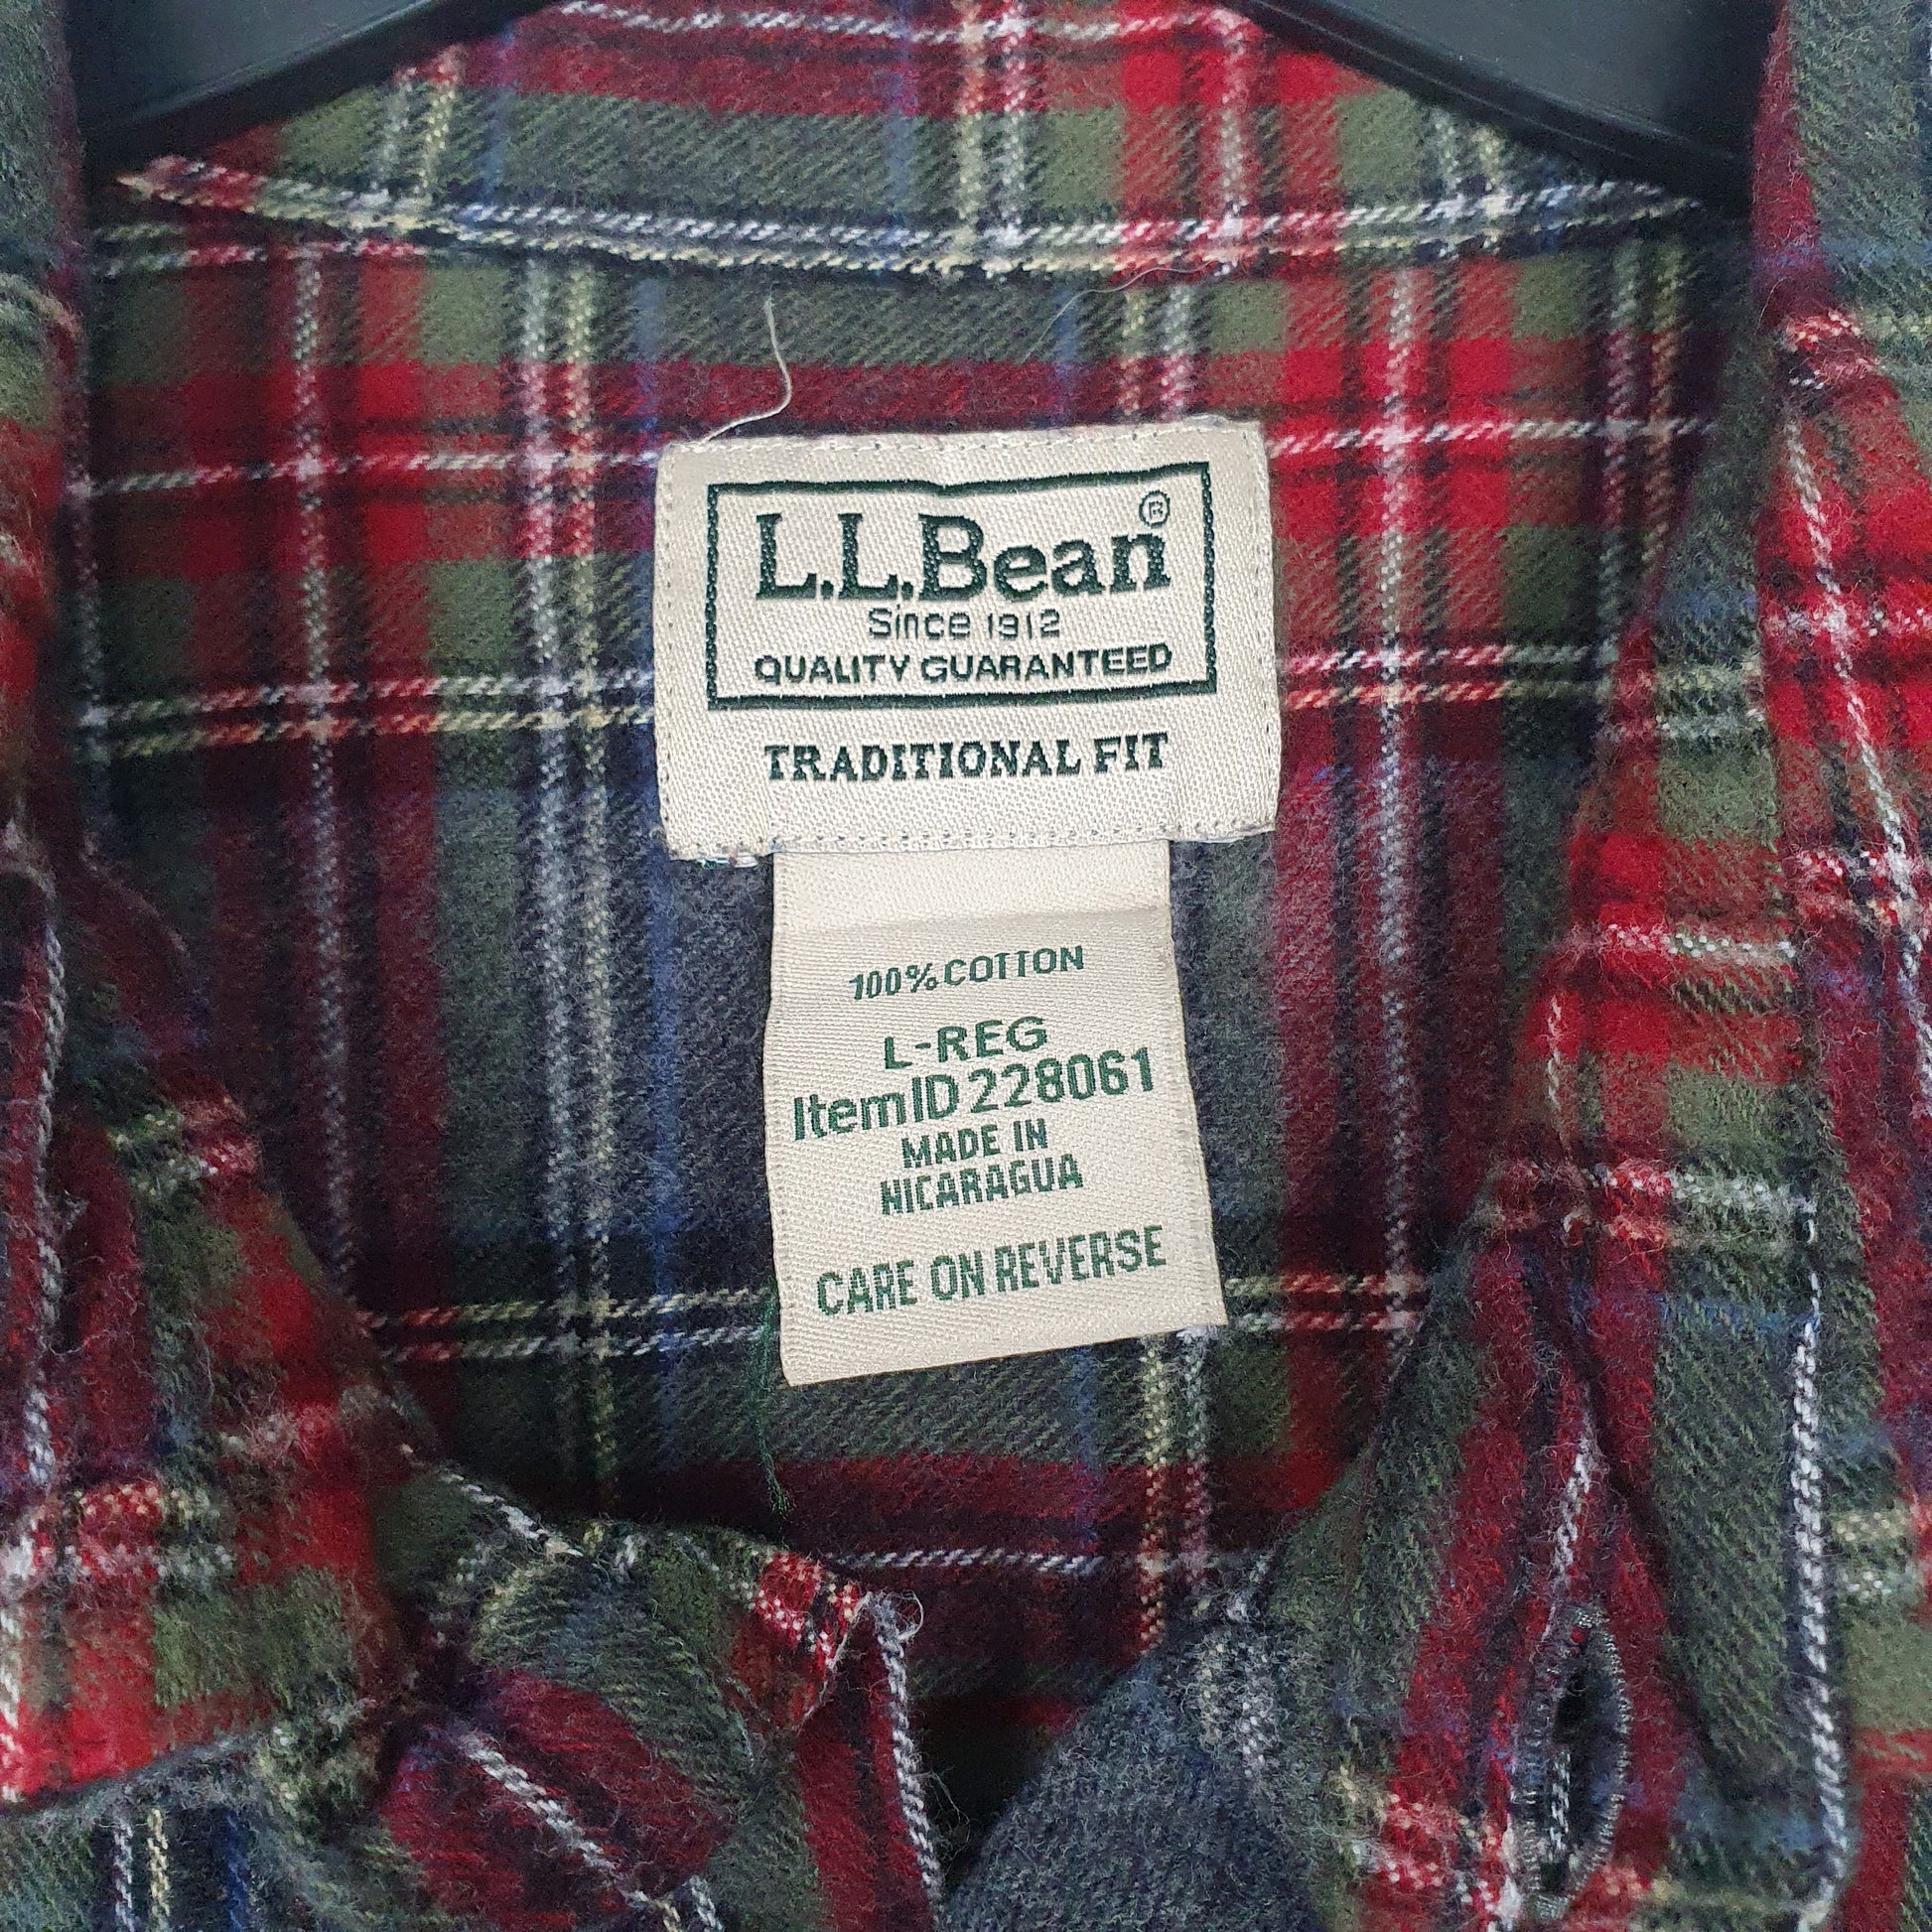 L.L.Bean®
Since 1912
QUALITY GUARANTEED
TRADITIONAL FIT
100% COTTON
L-REG
ItemID 228061
MADE IN
NICARAGUA
CARE ON REVERSE